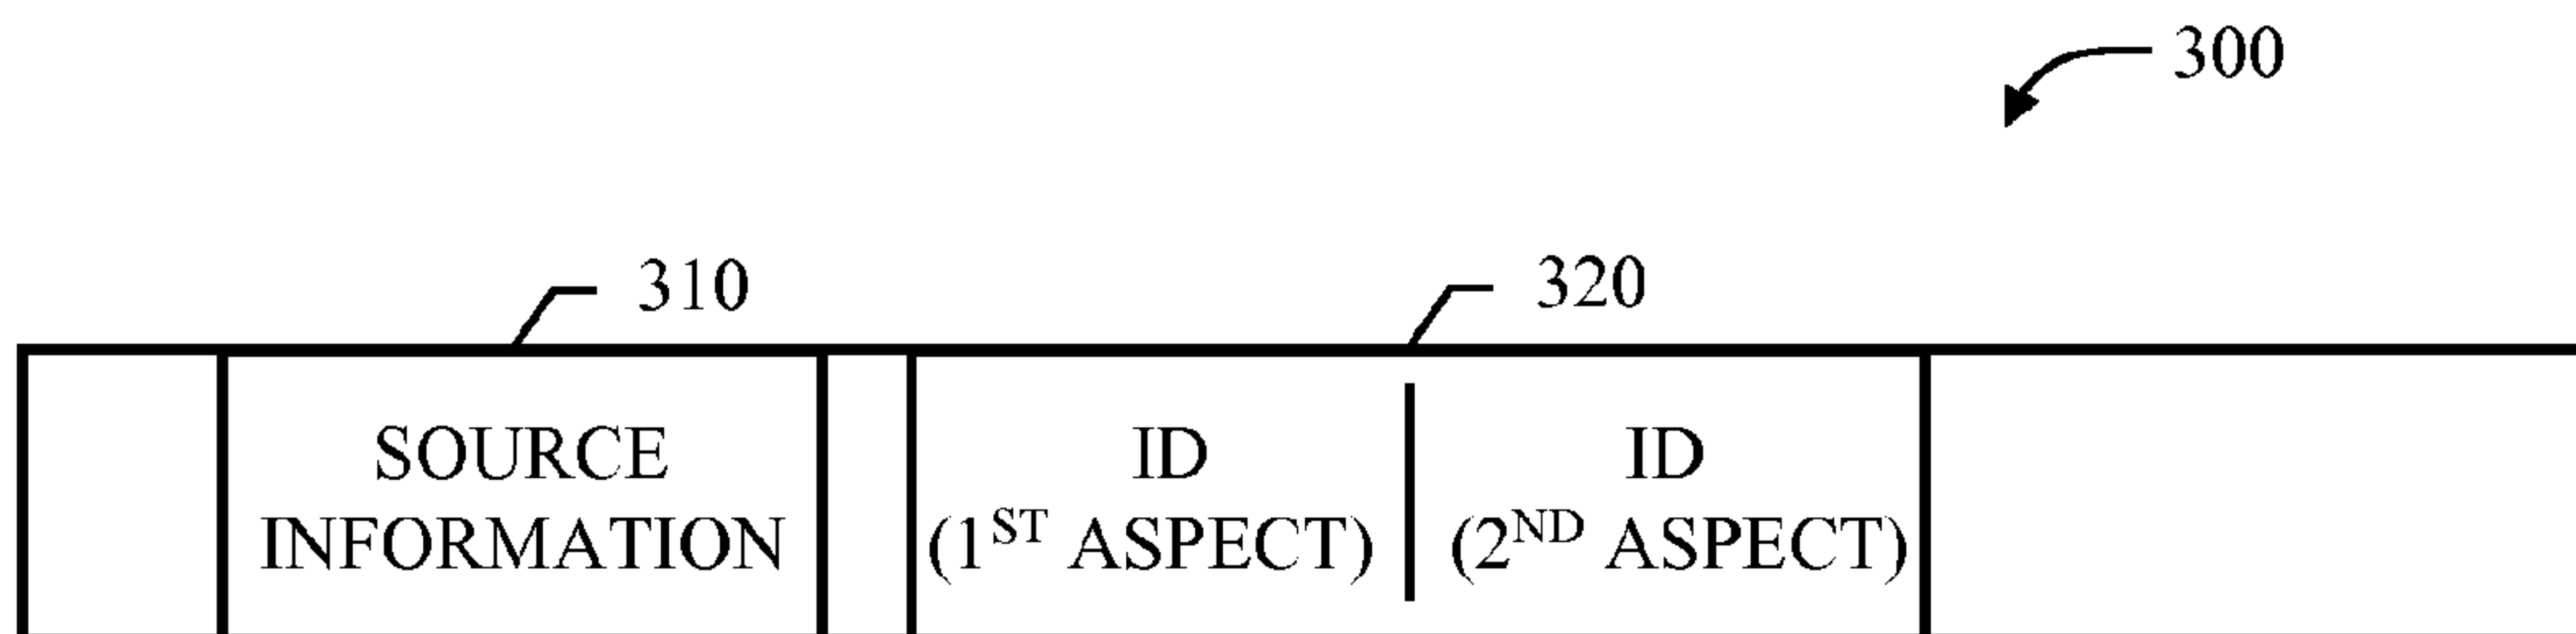 300
310
320
SOURCE
INFORMATION
ID
(1ST ASPECT)
ID
(2ND ASPECT)